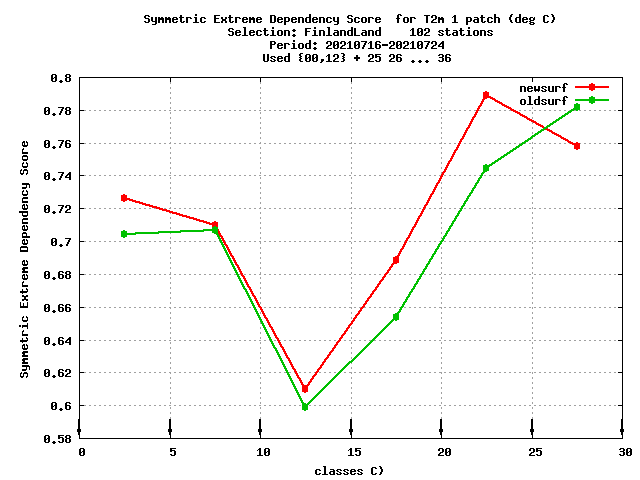 Symmetric Extreme Dependency Score  for T2m 1 patch (deg C)
Selection: FinlandLand    102 stations
Period: 20210716-20210724
Used {00,12} + 25 26 ... 36
newsurf
oldsurf
Symmetric Extreme Dependency Score
0,8
0,78
0,76
0,74
0,72
0,7
0,68
0,66
0,64
0,62
0,6
0,58
0 5 10 15 20 25 30
classes C)